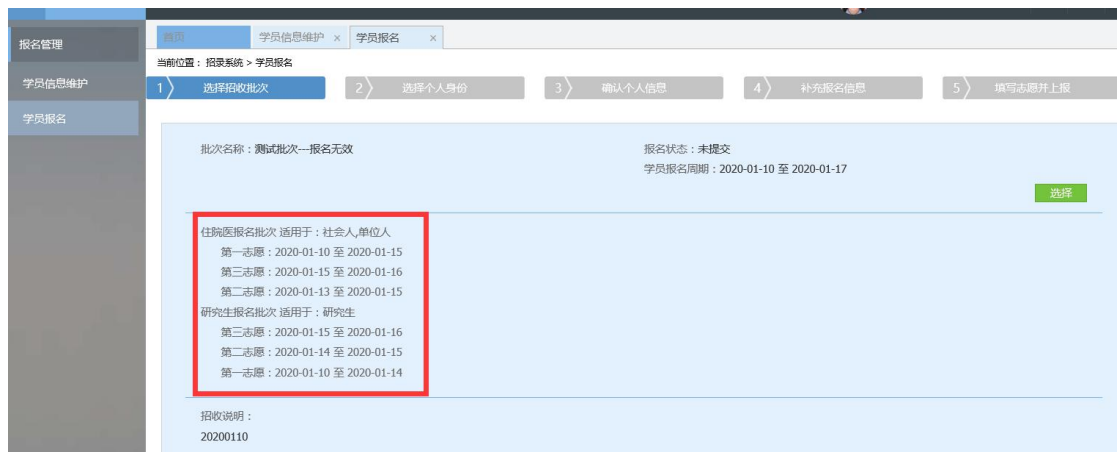 首页
学员信息维护 ×
学员报名 ×
报名管理
学员信息维护
学员报名
当前位置：招录系统 > 学员报名
1 选择招收批次
2 选择个人身份
3 确认个人信息
4 补充报名信息
5 填写志愿并上报
批次名称：测试批次---报名无效
报名状态：未提交
学员报名周期：2020-01-10 至 2020-01-17
选择
住院医报名批次 适用于：社会人,单位人
第一志愿：2020-01-10 至 2020-01-15
第三志愿：2020-01-15 至 2020-01-16
第二志愿：2020-01-13 至 2020-01-15
研究生报名批次 适用于：研究生
第三志愿：2020-01-15 至 2020-01-16
第二志愿：2020-01-14 至 2020-01-15
第一志愿：2020-01-10 至 2020-01-14
招收说明：
20200110